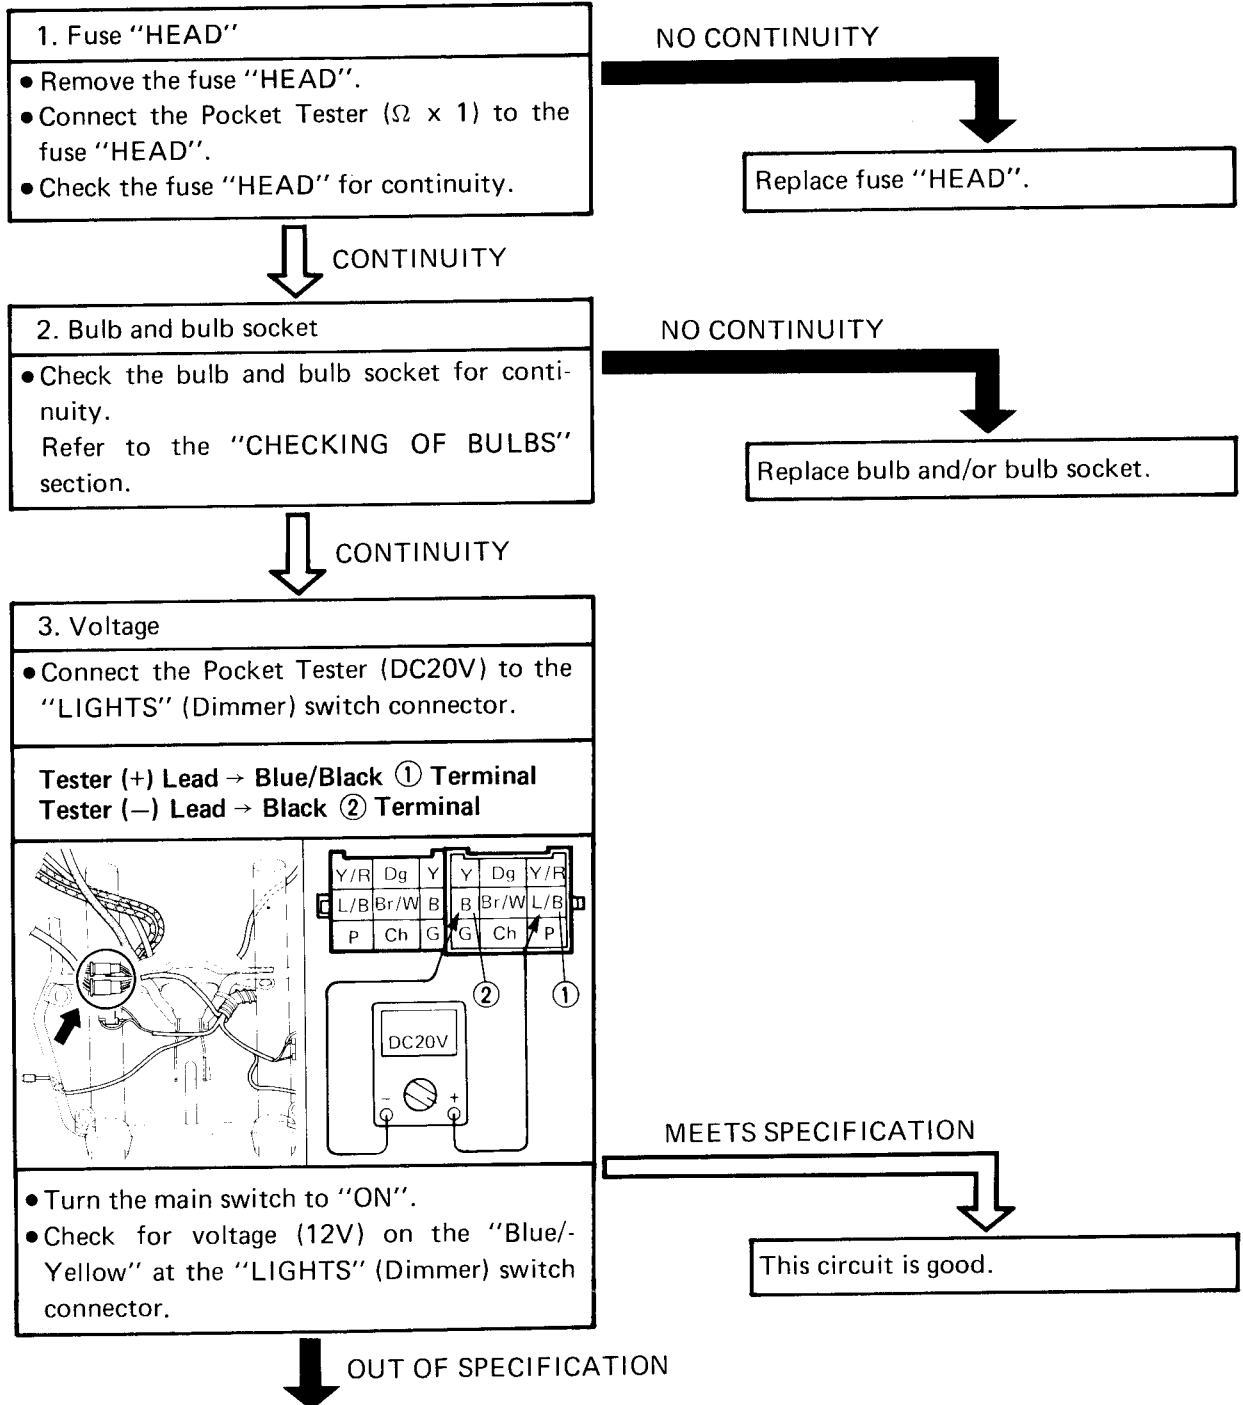 1. Fuse "HEAD"
● Remove the fuse "HEAD".
● Connect the Pocket Tester (Ω x 1) to the
fuse "HEAD".
● Check the fuse "HEAD" for continuity.
NO CONTINUITY
Replace fuse "HEAD".
CONTINUITY
2. Bulb and bulb socket
● Check the bulb and bulb socket for conti-
nuity.
Refer to the "CHECKING OF BULBS"
section.
NO CONTINUITY
Replace bulb and/or bulb socket.
CONTINUITY
3. Voltage
● Connect the Pocket Tester (DC20V) to the
"LIGHTS" (Dimmer) switch connector.
Tester (+) Lead → Blue/Black ① Terminal
Tester (−) Lead → Black ② Terminal
Y/R Dg Y Y Dg Y/R
L/B Br/W B B Br/W L/B
P Ch G G Ch P
② ①
DC20V
− +
● Turn the main switch to "ON".
● Check for voltage (12V) on the "Blue/-
Yellow" at the "LIGHTS" (Dimmer) switch
connector.
MEETS SPECIFICATION
This circuit is good.
OUT OF SPECIFICATION